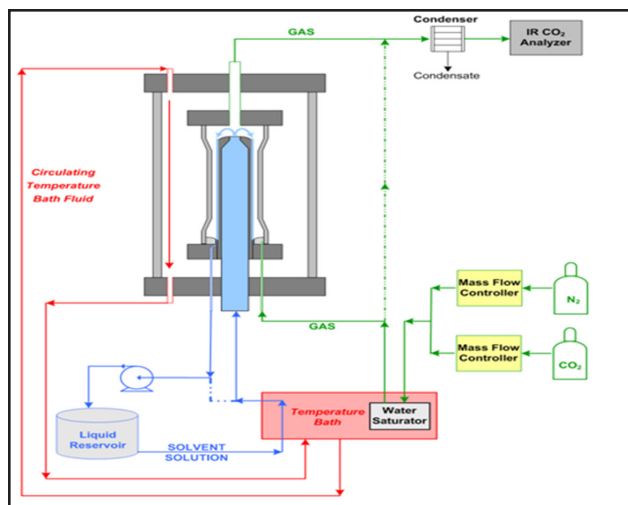 Condenser
GAS
IR CO₂
Analyzer
Condensate
Circulating
Temperature
Bath Fluid
Mass Flow
Controller
N₂
GAS
Mass Flow
Controller
CO₂
Temperature
Bath
Water
Saturator
Liquid
Reservoir
SOLVENT
SOLUTION